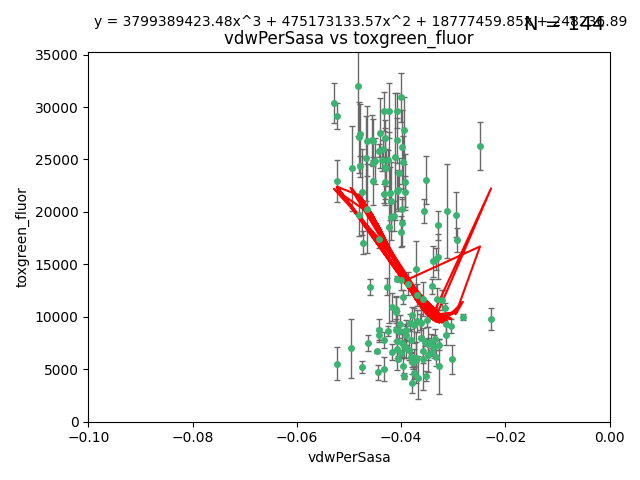 y = 3799389423.48x^3 + 475173133.57x^2 + 18777459.85x + 248236.89
N = 144
vdwPerSasa vs toxgreen_fluor
35000
30000
25000
20000
15000
10000
5000
0
toxgreen_fluor
−0.10
−0.08
−0.06
−0.04
−0.02
0.00
vdwPerSasa